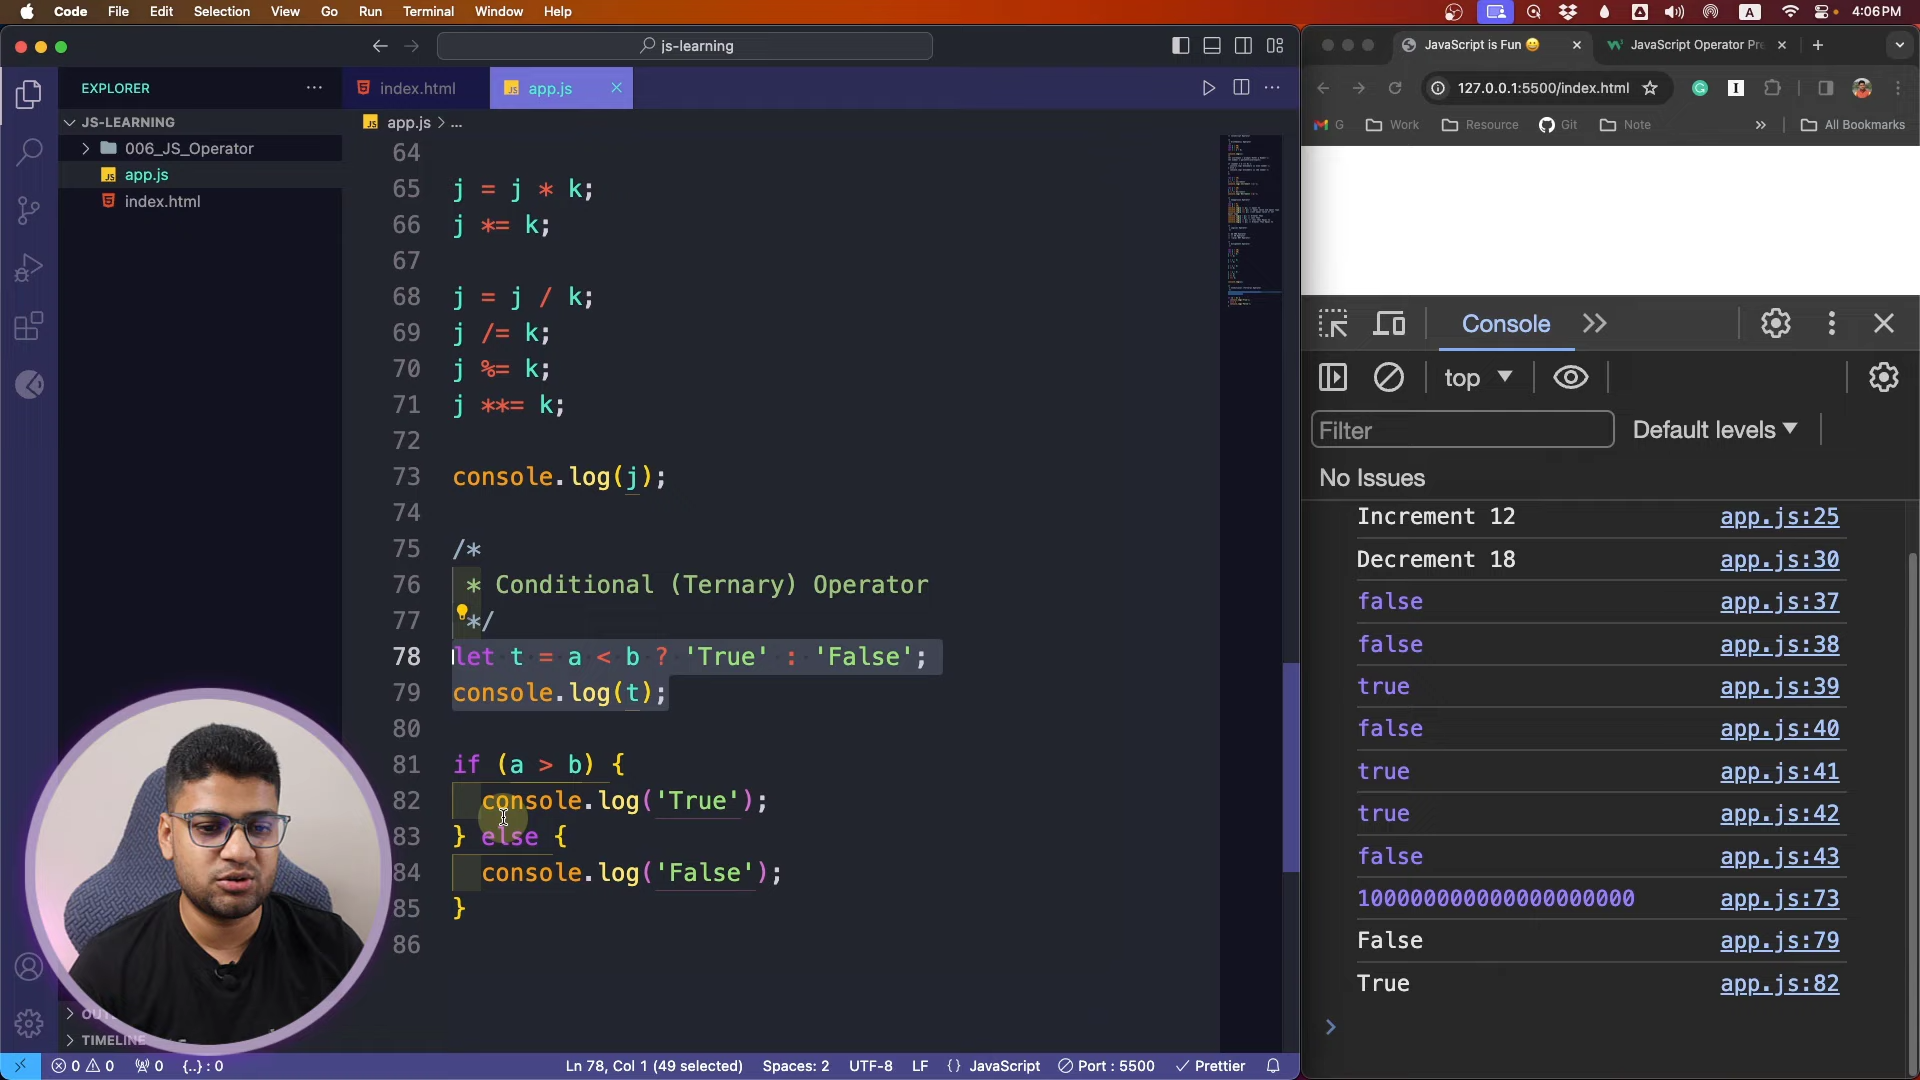 Code File Edit Selection View Go Run Terminal Window Help
A 4:06PM
js-learning
JavaScript is Fun 😀
JavaScript Operator Pre
EXPLORER
index.html
app.js
127.0.0.1:5500/index.html
G Work Resource Git Note » All Bookmarks
JS-LEARNING
006_JS_Operator
app.js
index.html
app.js > ...
64
65 j = j * k;
66 j *= k;
67
68 j = j / k;
69 j /= k;
70 j %= k;
71 j **= k;
72
73 console.log(j);
74
75 /*
76 * Conditional (Ternary) Operator
77 */
78 let t = a < b ? 'True' : 'False';
79 console.log(t);
80
81 if (a > b) {
82 console.log('True');
83 } else {
84 console.log('False');
85 }
86
Console
top
Filter
Default levels
No Issues
Increment 12 app.js:25
Decrement 18 app.js:30
false app.js:37
false app.js:38
true app.js:39
false app.js:40
true app.js:41
true app.js:42
false app.js:43
100000000000000000000 app.js:73
False app.js:79
True app.js:82
OUT
TIMELINE
0 0 0 {..} : 0
Ln 78, Col 1 (49 selected) Spaces: 2 UTF-8 LF {} JavaScript Port : 5500 Prettier